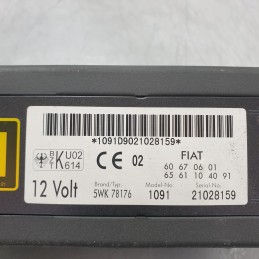 *1091D9021028159*
B Z T K U02 614
CE 02
FIAT
60 67 06 01
65 61 10 40 91
12 Volt
Brand/Typ: 5WK 78176
Model-No. 1091
Serial-No. 21028159